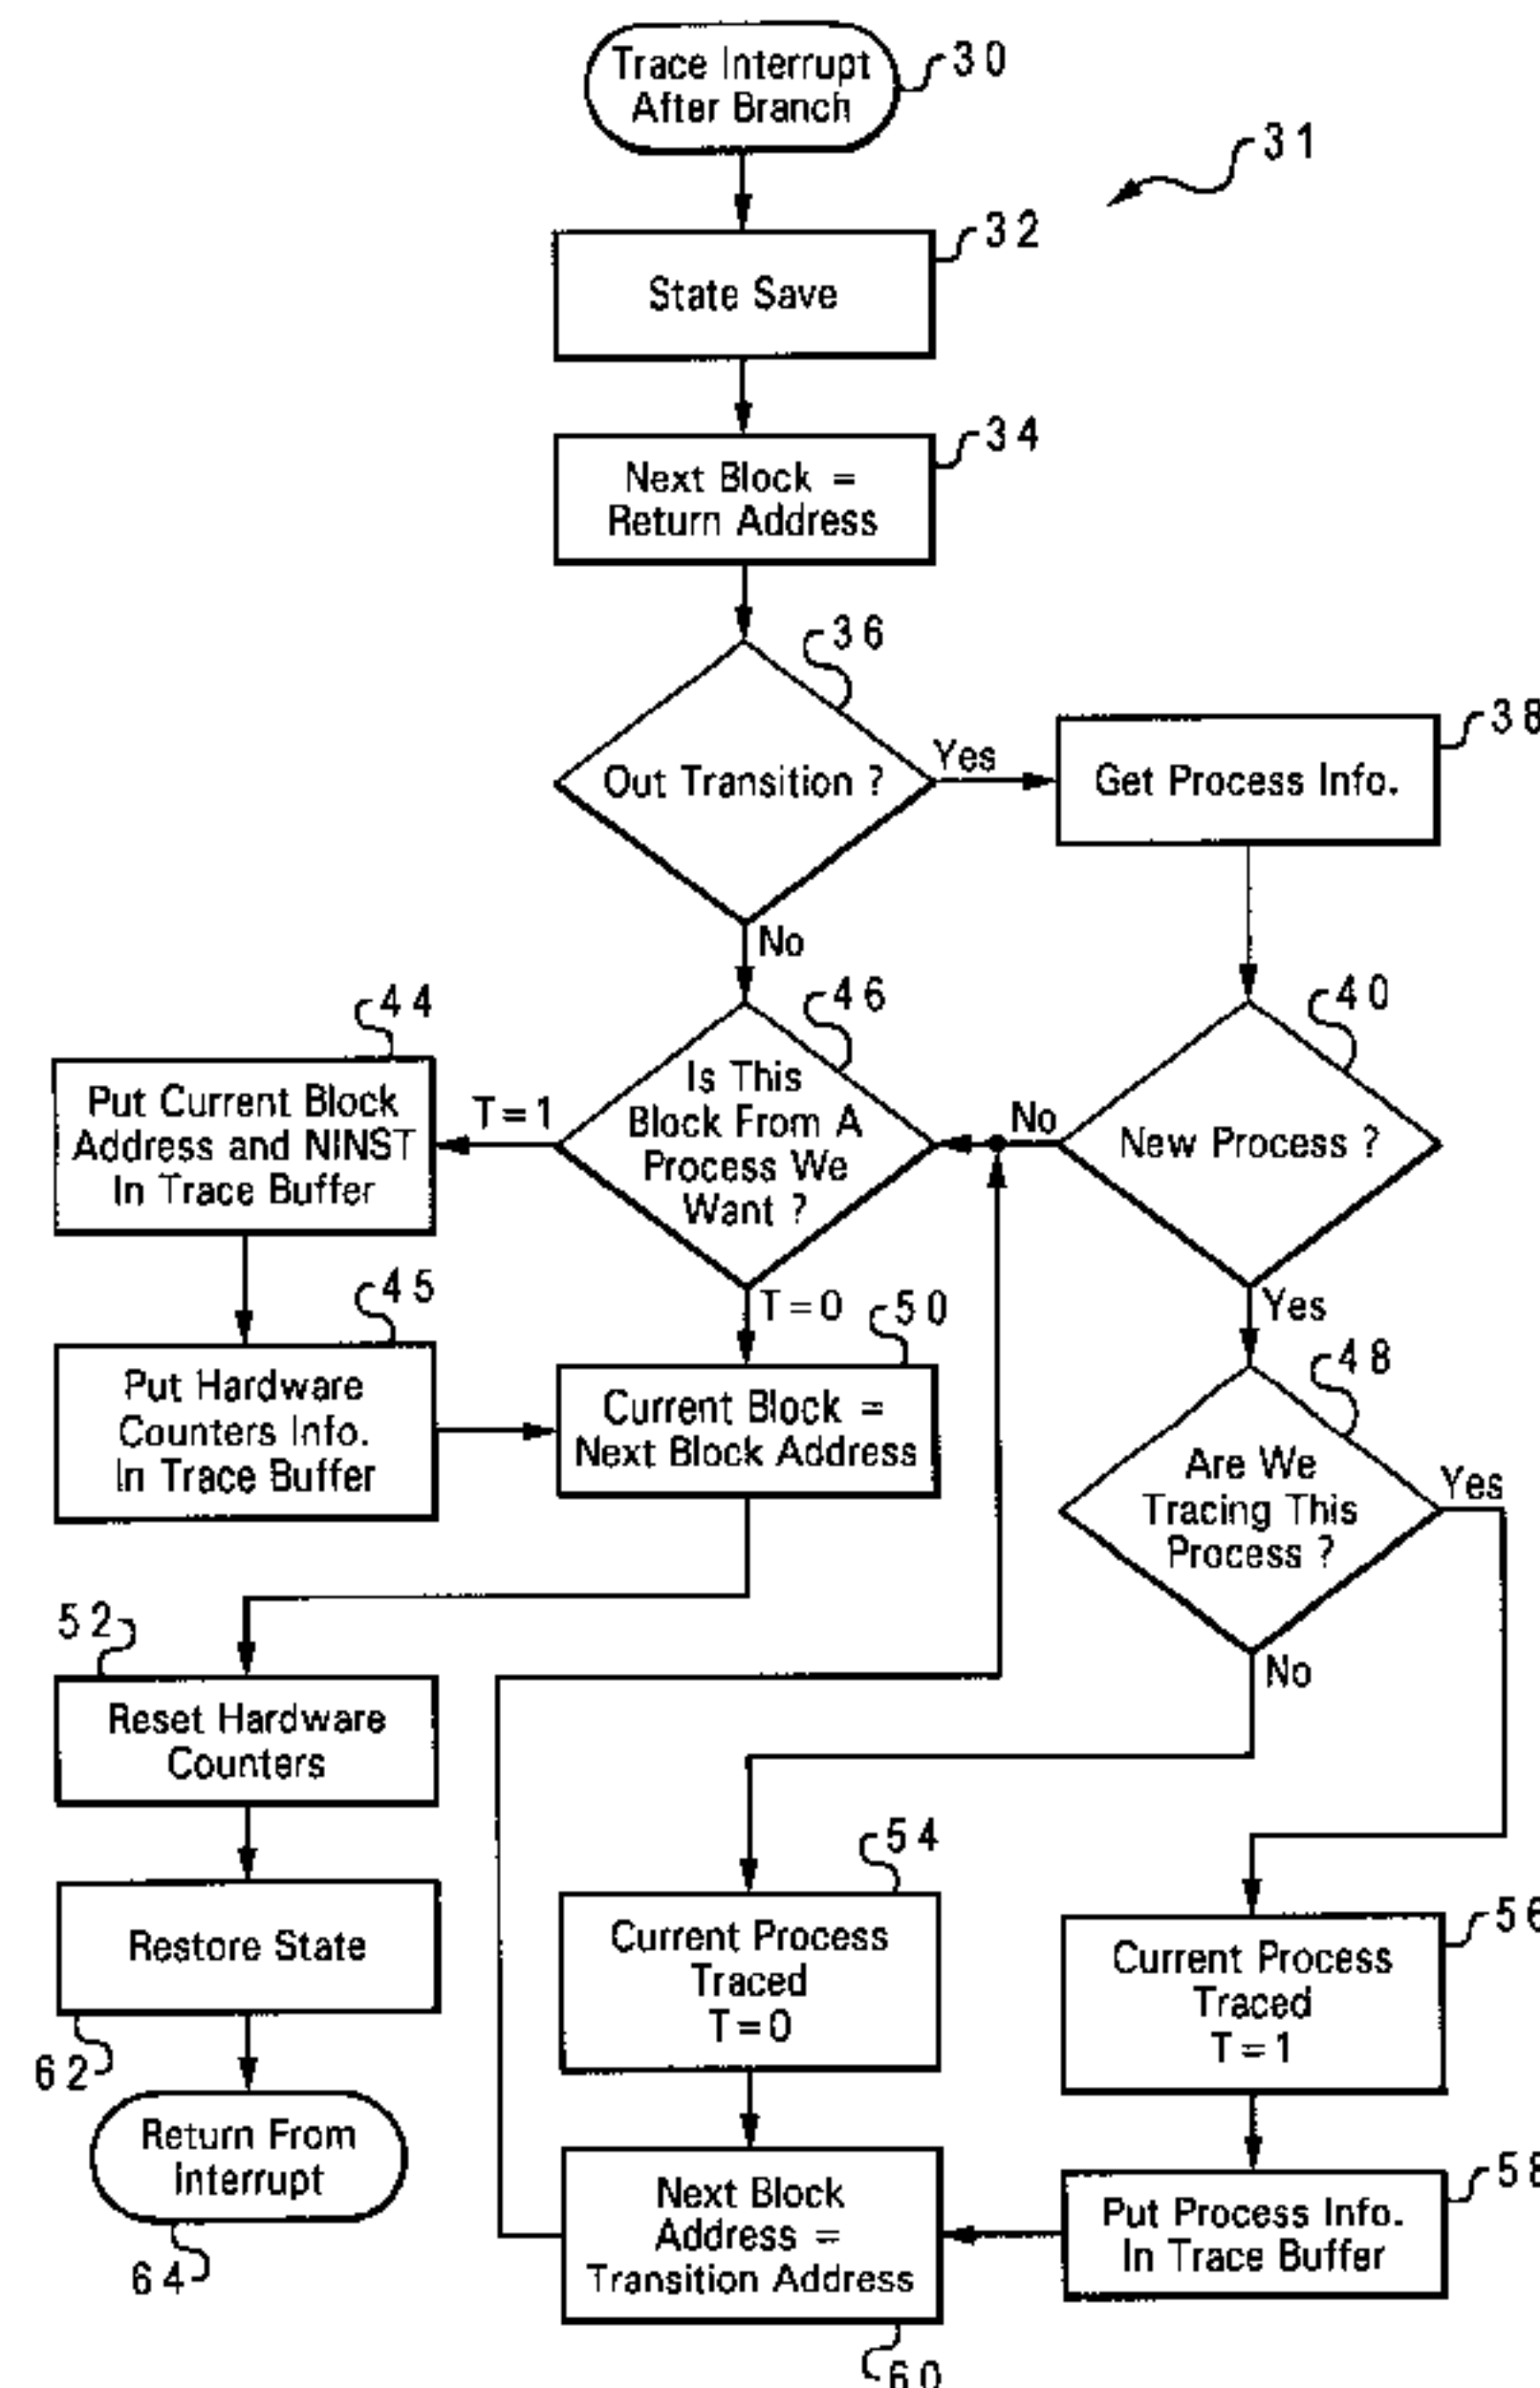 Trace Interrupt
After Branch
30
31
32
State Save
34
Next Block =
Return Address
36
Out Transition ?
Yes
38
Get Process Info.
No
44
46
40
Put Current Block
Address and NINST
In Trace Buffer
T=1
Is This
Block From A
Process We
Want ?
No
New Process ?
45
T=0
50
Yes
48
Put Hardware
Counters Info.
In Trace Buffer
Current Block =
Next Block Address
Are We
Tracing This
Process ?
Yes
No
52
Reset Hardware
Counters
54
56
Restore State
Current Process
Traced
T=0
Current Process
Traced
T=1
62
58
Return From
Interrupt
Next Block
Address =
Transition Address
Put Process Info.
In Trace Buffer
64
60